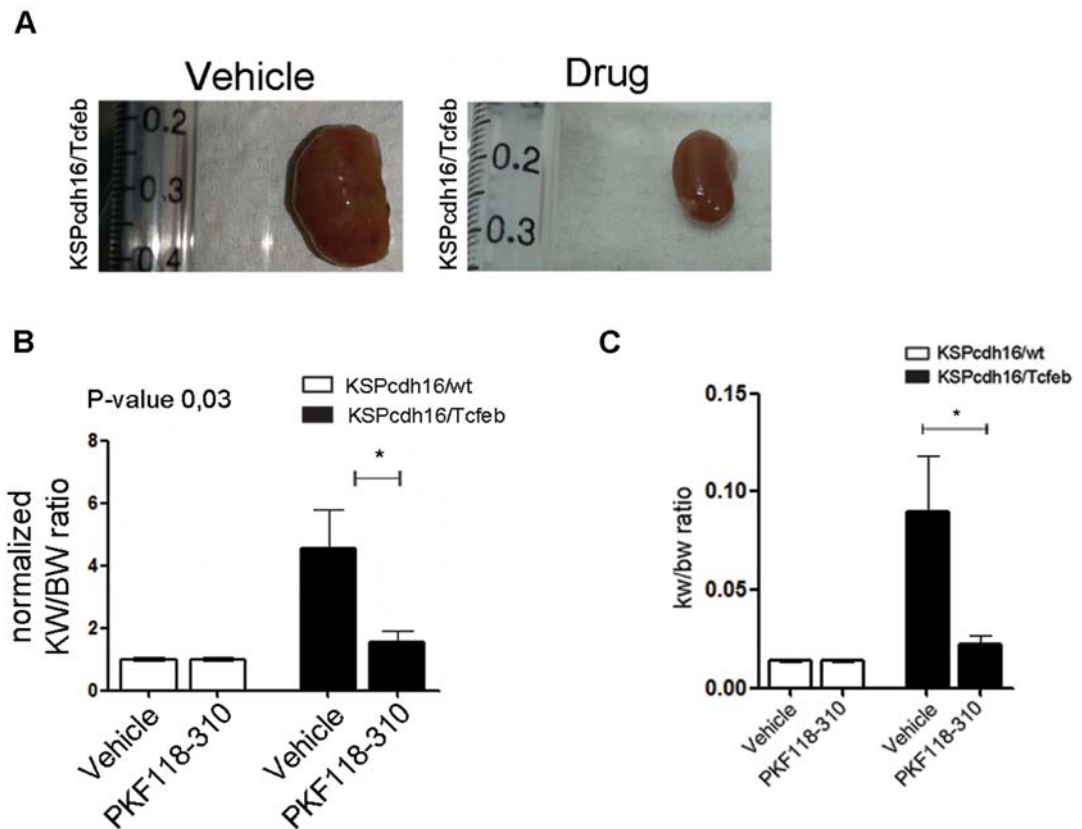 A
Vehicle
Drug
KSPcdh16/Tcfeb
0.2
0.3
0.4
KSPcdh16/Tcfeb
0.2
0.3
B
P-value 0,03
KSPcdh16/wt
KSPcdh16/Tcfeb
*
normalized
KW/BW ratio
8
6
4
2
0
Vehicle
PKF118-310
Vehicle
PKF118-310
C
KSPcdh16/wt
KSPcdh16/Tcfeb
*
kw/bw ratio
0.15
0.10
0.05
0.00
Vehicle
PKF118-310
Vehicle
PKF118-310